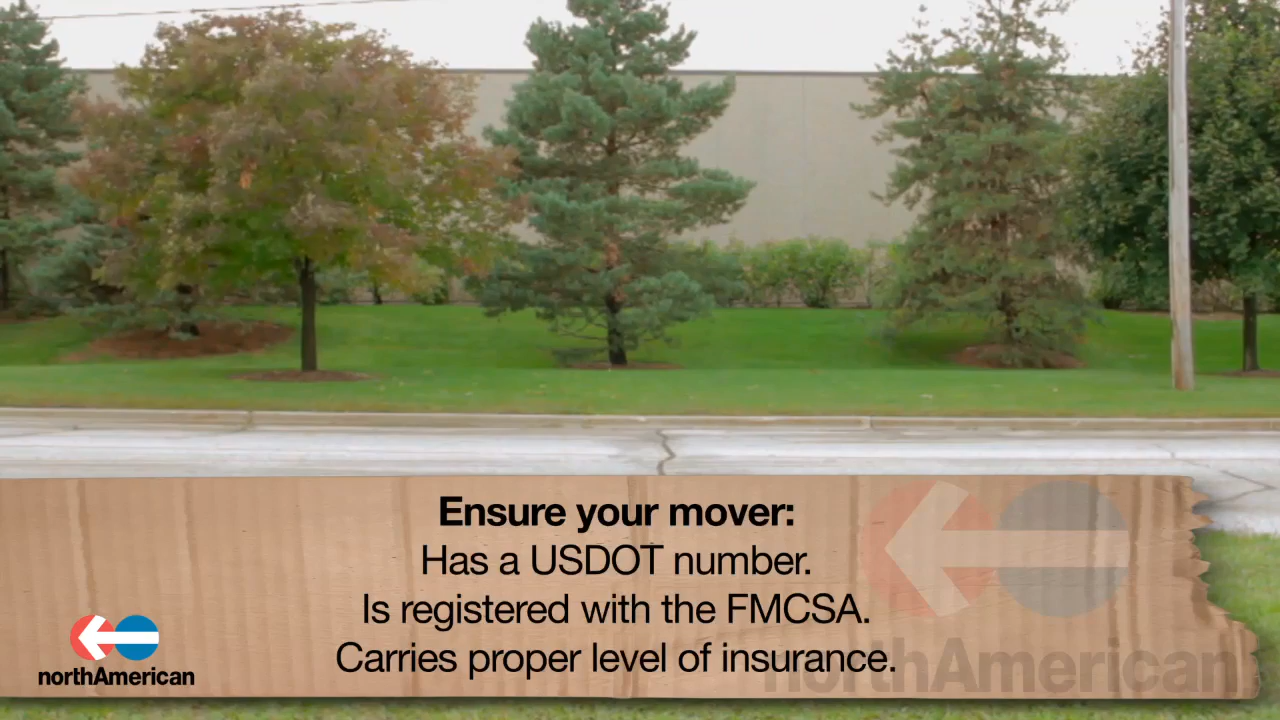 Ensure your mover:
Has a USDOT number.
Is registered with the FMCSA.
Carries proper level of insurance.
northAmerican
northAmerican